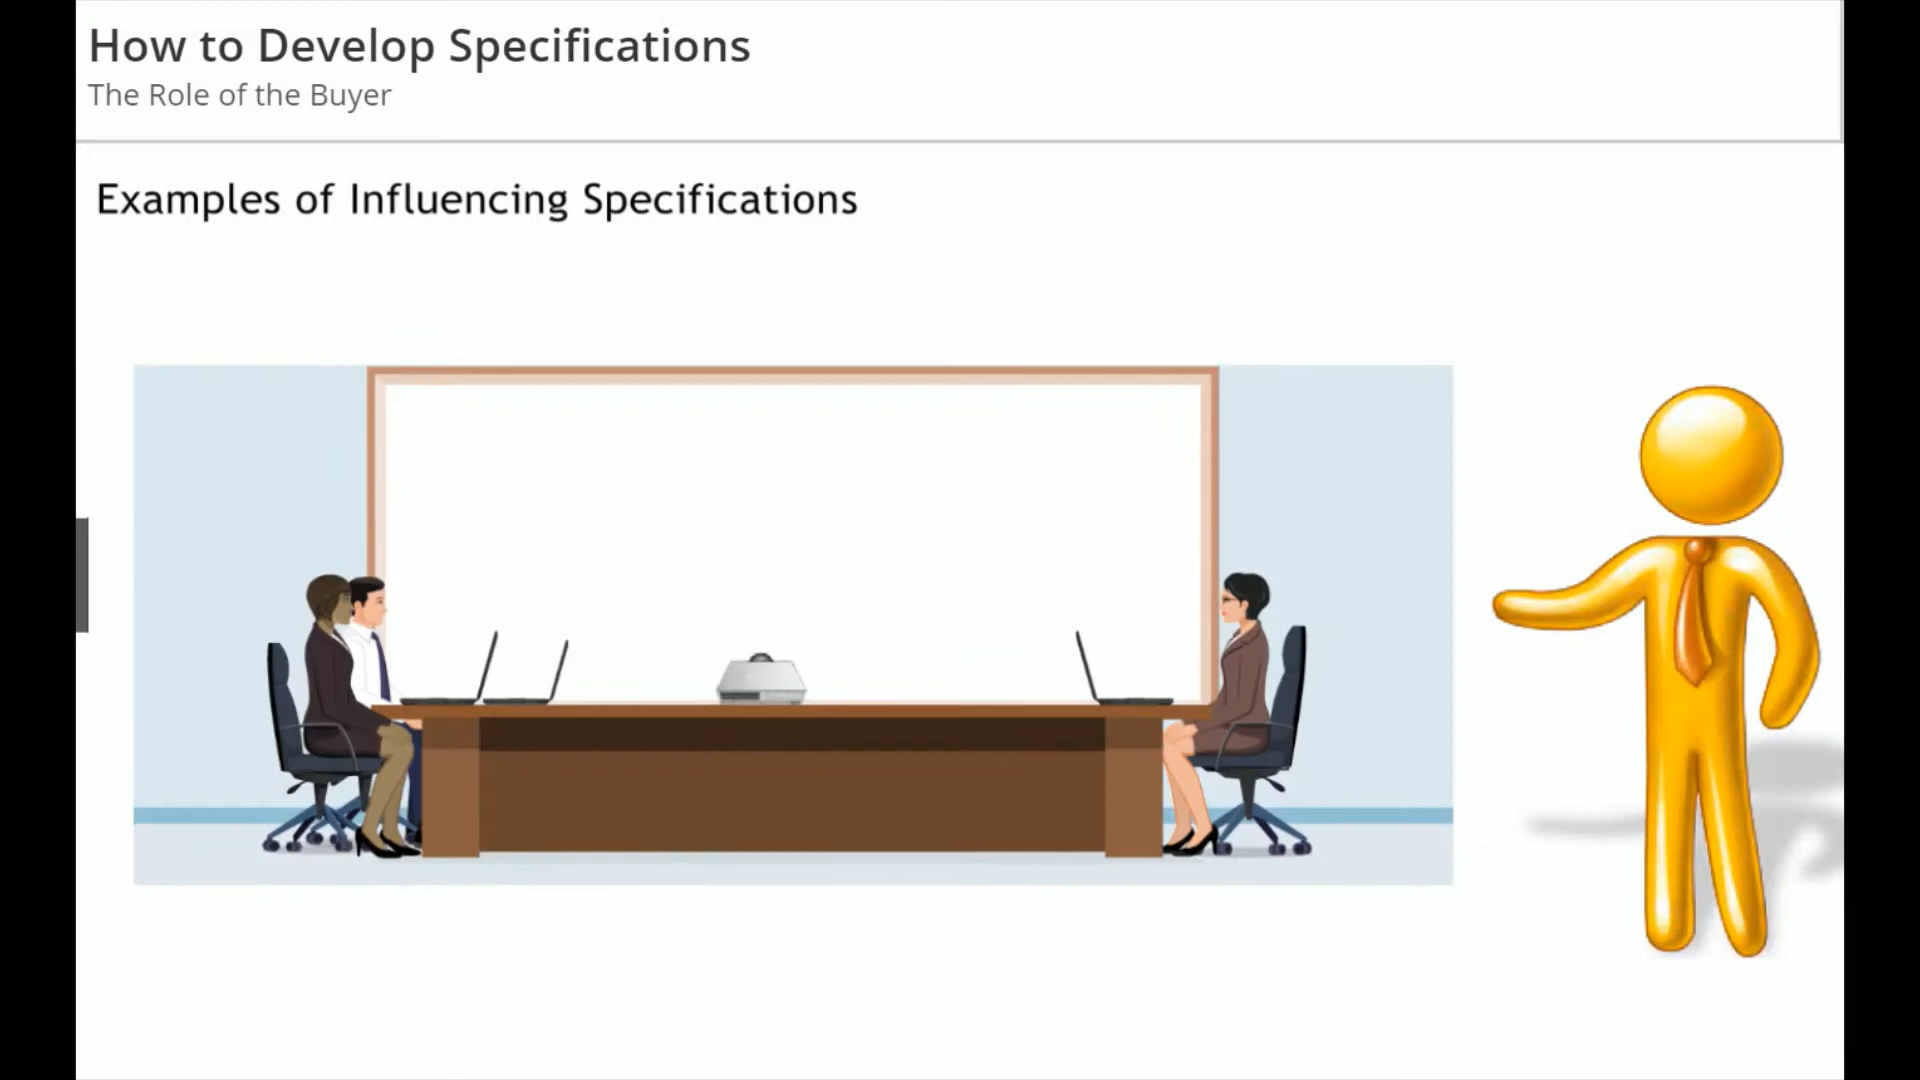 How to Develop Specifications
The Role of the Buyer
Examples of Influencing Specifications